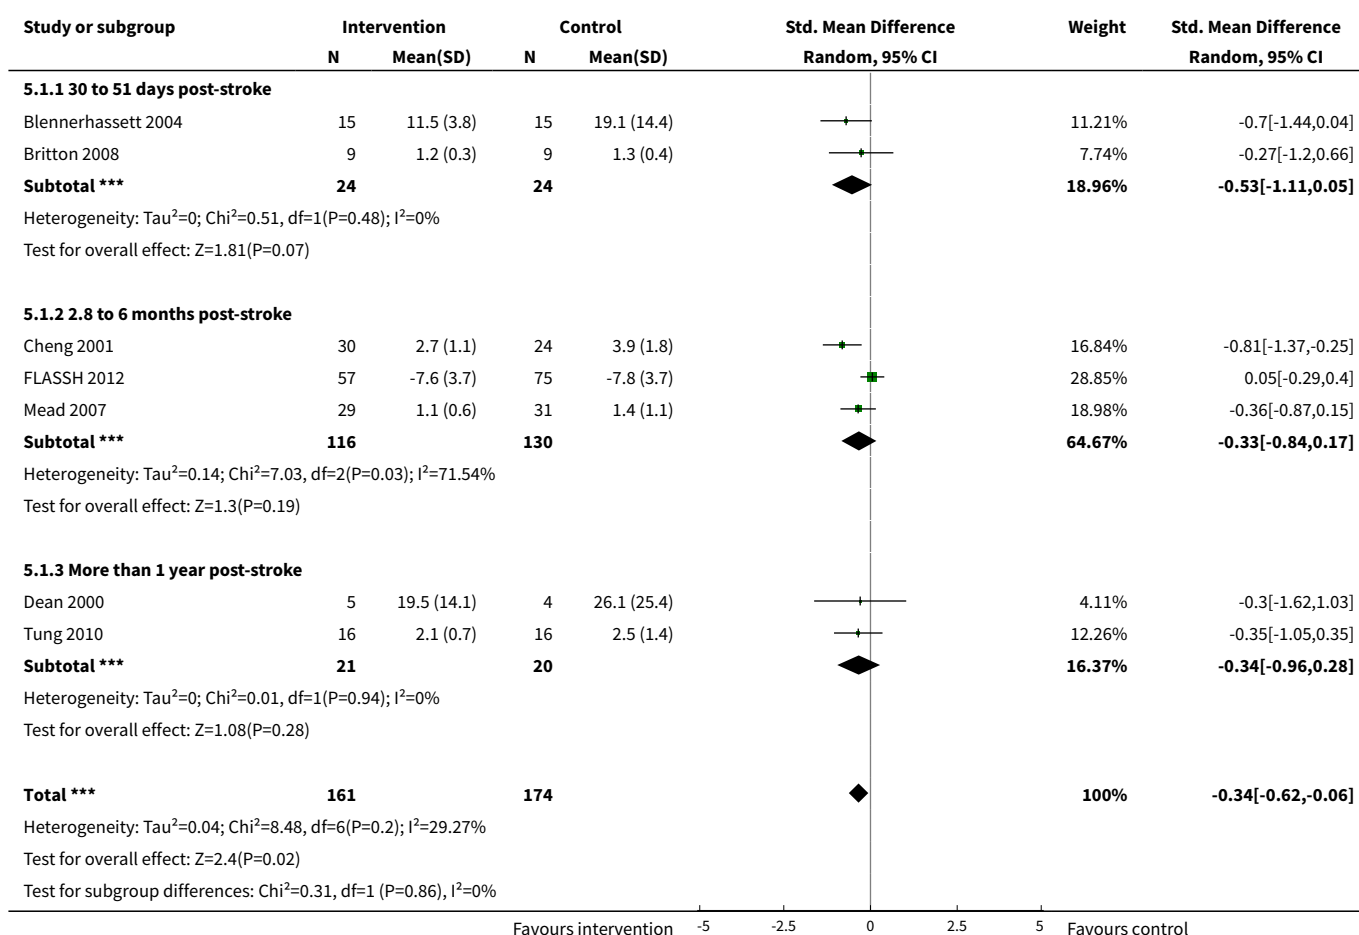 Study or subgroup Intervention Control Std. Mean Difference Weight Std. Mean Difference
N Mean(SD) N Mean(SD) Random, 95% CI Random, 95% CI
5.1.1 30 to 51 days post-stroke
Blennerhassett 2004 15 11.5 (3.8) 15 19.1 (14.4) 11.21% -0.7[-1.44,0.04]
Britton 2008 9 1.2 (0.3) 9 1.3 (0.4) 7.74% -0.27[-1.2,0.66]
Subtotal *** 24 24 18.96% -0.53[-1.11,0.05]
Heterogeneity: Tau²=0; Chi²=0.51, df=1(P=0.48); I²=0%
Test for overall effect: Z=1.81(P=0.07)
5.1.2 2.8 to 6 months post-stroke
Cheng 2001 30 2.7 (1.1) 24 3.9 (1.8) 16.84% -0.81[-1.37,-0.25]
FLASSH 2012 57 -7.6 (3.7) 75 -7.8 (3.7) 28.85% 0.05[-0.29,0.4]
Mead 2007 29 1.1 (0.6) 31 1.4 (1.1) 18.98% -0.36[-0.87,0.15]
Subtotal *** 116 130 64.67% -0.33[-0.84,0.17]
Heterogeneity: Tau²=0.14; Chi²=7.03, df=2(P=0.03); I²=71.54%
Test for overall effect: Z=1.3(P=0.19)
5.1.3 More than 1 year post-stroke
Dean 2000 5 19.5 (14.1) 4 26.1 (25.4) 4.11% -0.3[-1.62,1.03]
Tung 2010 16 2.1 (0.7) 16 2.5 (1.4) 12.26% -0.35[-1.05,0.35]
Subtotal *** 21 20 16.37% -0.34[-0.96,0.28]
Heterogeneity: Tau²=0; Chi²=0.01, df=1(P=0.94); I²=0%
Test for overall effect: Z=1.08(P=0.28)
Total *** 161 174 100% -0.34[-0.62,-0.06]
Heterogeneity: Tau²=0.04; Chi²=8.48, df=6(P=0.2); I²=29.27%
Test for overall effect: Z=2.4(P=0.02)
Test for subgroup differences: Chi²=0.31, df=1 (P=0.86), I²=0%
Favours intervention -5 -2.5 0 2.5 5 Favours control